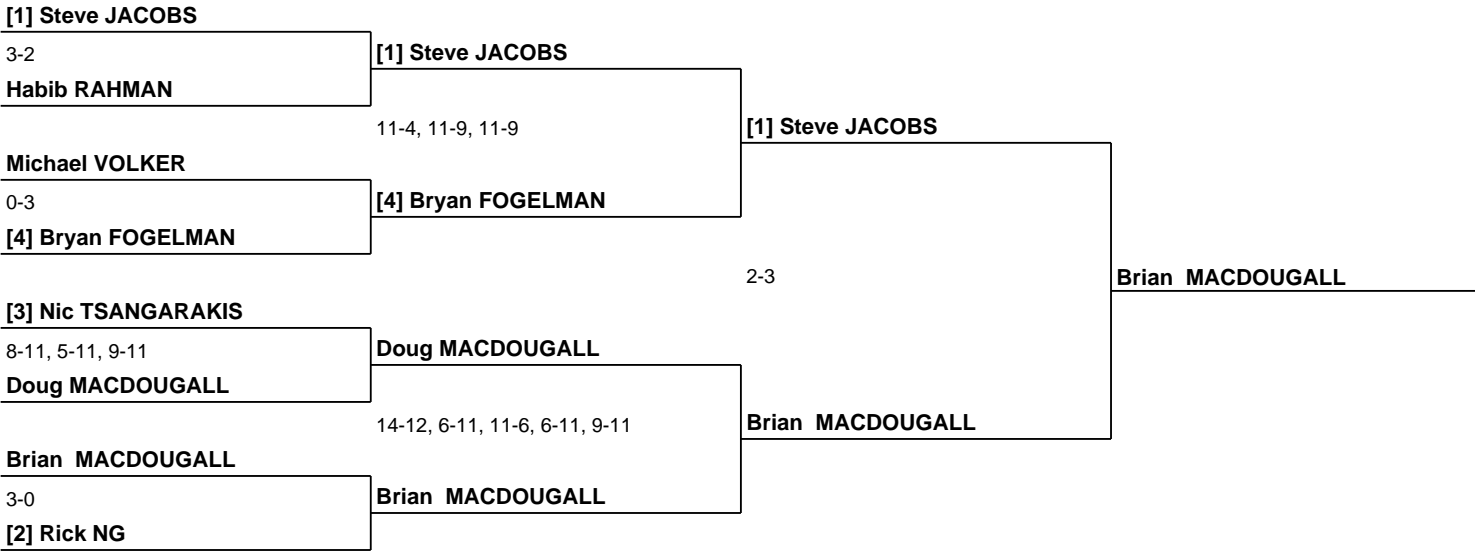 [1] Steve JACOBS
3-2
Habib RAHMAN
Michael VOLKER
0-3
[4] Bryan FOGELMAN
[3] Nic TSANGARAKIS
8-11, 5-11, 9-11
Doug MACDOUGALL
Brian  MACDOUGALL
3-0
[2] Rick NG
[1] Steve JACOBS
11-4, 11-9, 11-9
[4] Bryan FOGELMAN
Doug MACDOUGALL
14-12, 6-11, 11-6, 6-11, 9-11
Brian  MACDOUGALL
[1] Steve JACOBS
2-3
Brian  MACDOUGALL
Brian  MACDOUGALL